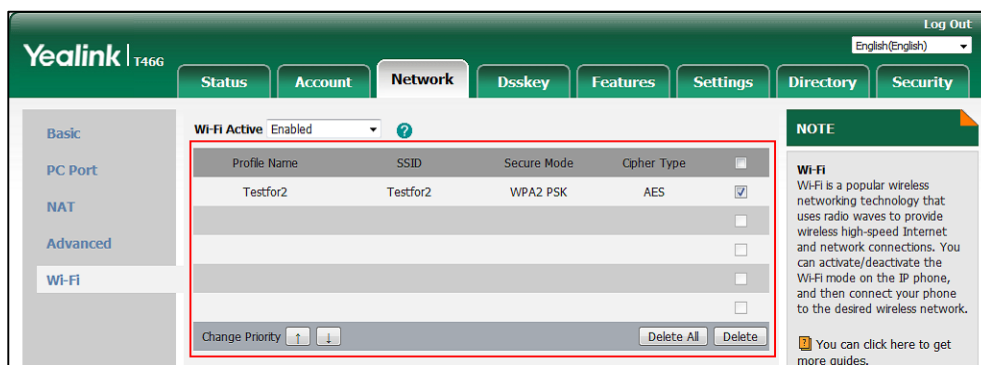 Log Out
Yealink T46G
English(English)
Status Account Network Dsskey Features Settings Directory Security
Basic
PC Port
NAT
Advanced
Wi-Fi
Wi-Fi Active Enabled ?
Profile Name SSID Secure Mode Cipher Type
Testfor2 Testfor2 WPA2 PSK AES
Change Priority ↑ ↓ Delete All Delete
NOTE
Wi-Fi
Wi-Fi is a popular wireless
networking technology that
uses radio waves to provide
wireless high-speed Internet
and network connections. You
can activate/deactivate the
Wi-Fi mode on the IP phone,
and then connect your phone
to the desired wireless network.
? You can click here to get
more guides.